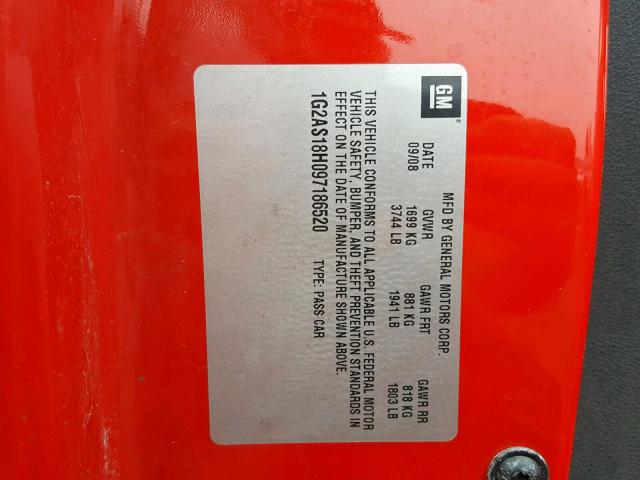 GM
MFD BY GENERAL MOTORS CORP.
DATE GVWR GAWR FRT GAWR RR
09/08 1699 KG 881 KG 818 KG
3744 LB 1941 LB 1803 LB
THIS VEHICLE CONFORMS TO ALL APPLICABLE U.S. FEDERAL MOTOR
VEHICLE SAFETY, BUMPER, AND THEFT PREVENTION STANDARDS IN
EFFECT ON THE DATE OF MANUFACTURE SHOWN ABOVE.
1G2AS18H097186520 TYPE: PASS CAR